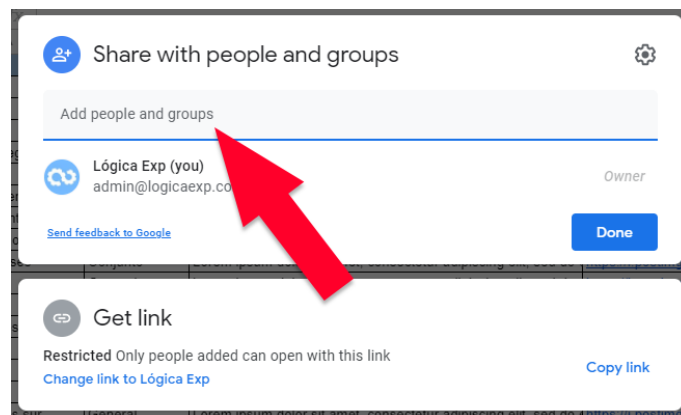 Share with people and groups
Add people and groups
Lógica Exp (you)
admin@logicaexp.co
Owner
Send feedback to Google
Done
Get link
Restricted Only people added can open with this link
Copy link
Change link to Lógica Exp